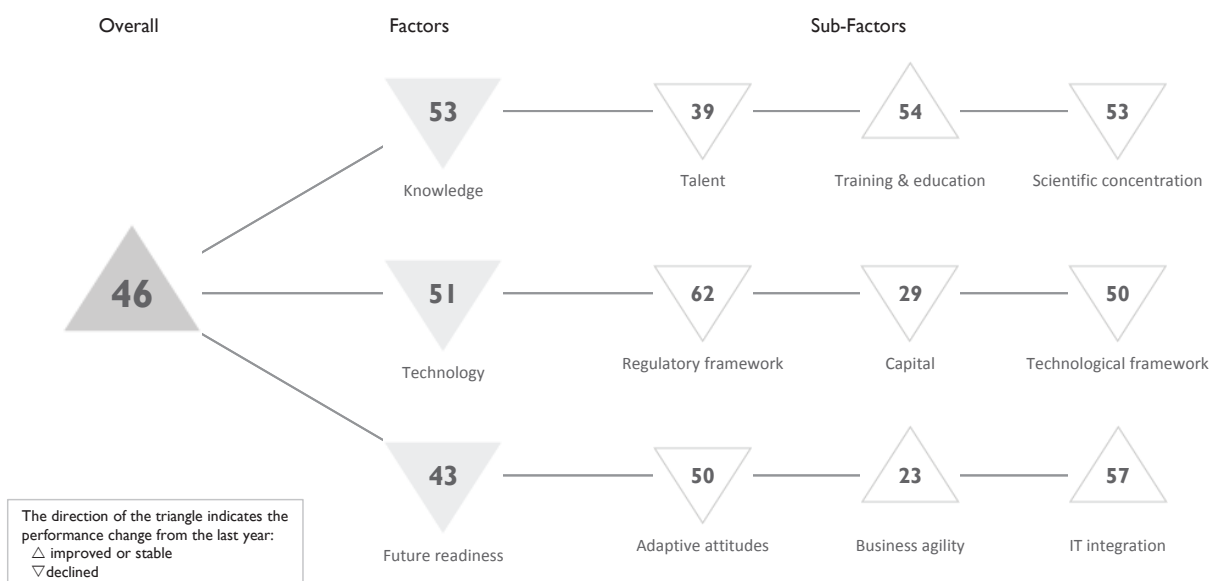 Overall Factors Sub-Factors
53 39 54 53
Knowledge Talent Training & education Scientific concentration
46
51 62 29 50
Technology Regulatory framework Capital Technological framework
43 50 23 57
Future readiness Adaptive attitudes Business agility IT integration
The direction of the triangle indicates the
performance change from the last year:
△ improved or stable
▽declined